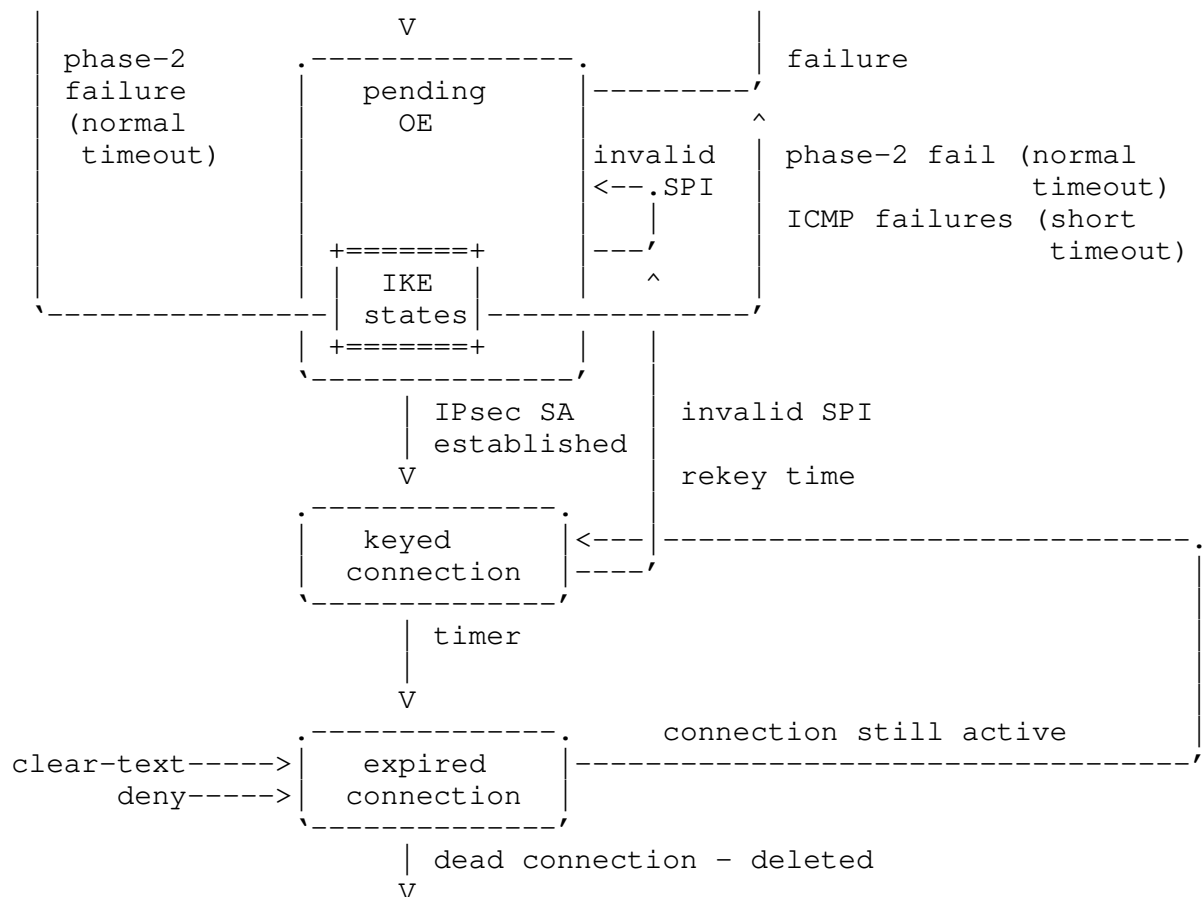 V
phase-2 failure
failure pending
(normal OE
timeout) invalid phase-2 fail (normal
SPI timeout)
ICMP failures (short
IKE timeout)
states
IPsec SA invalid SPI
established
V rekey time
keyed
connection
timer
V
connection still active
clear-text expired
deny connection
dead connection - deleted
V